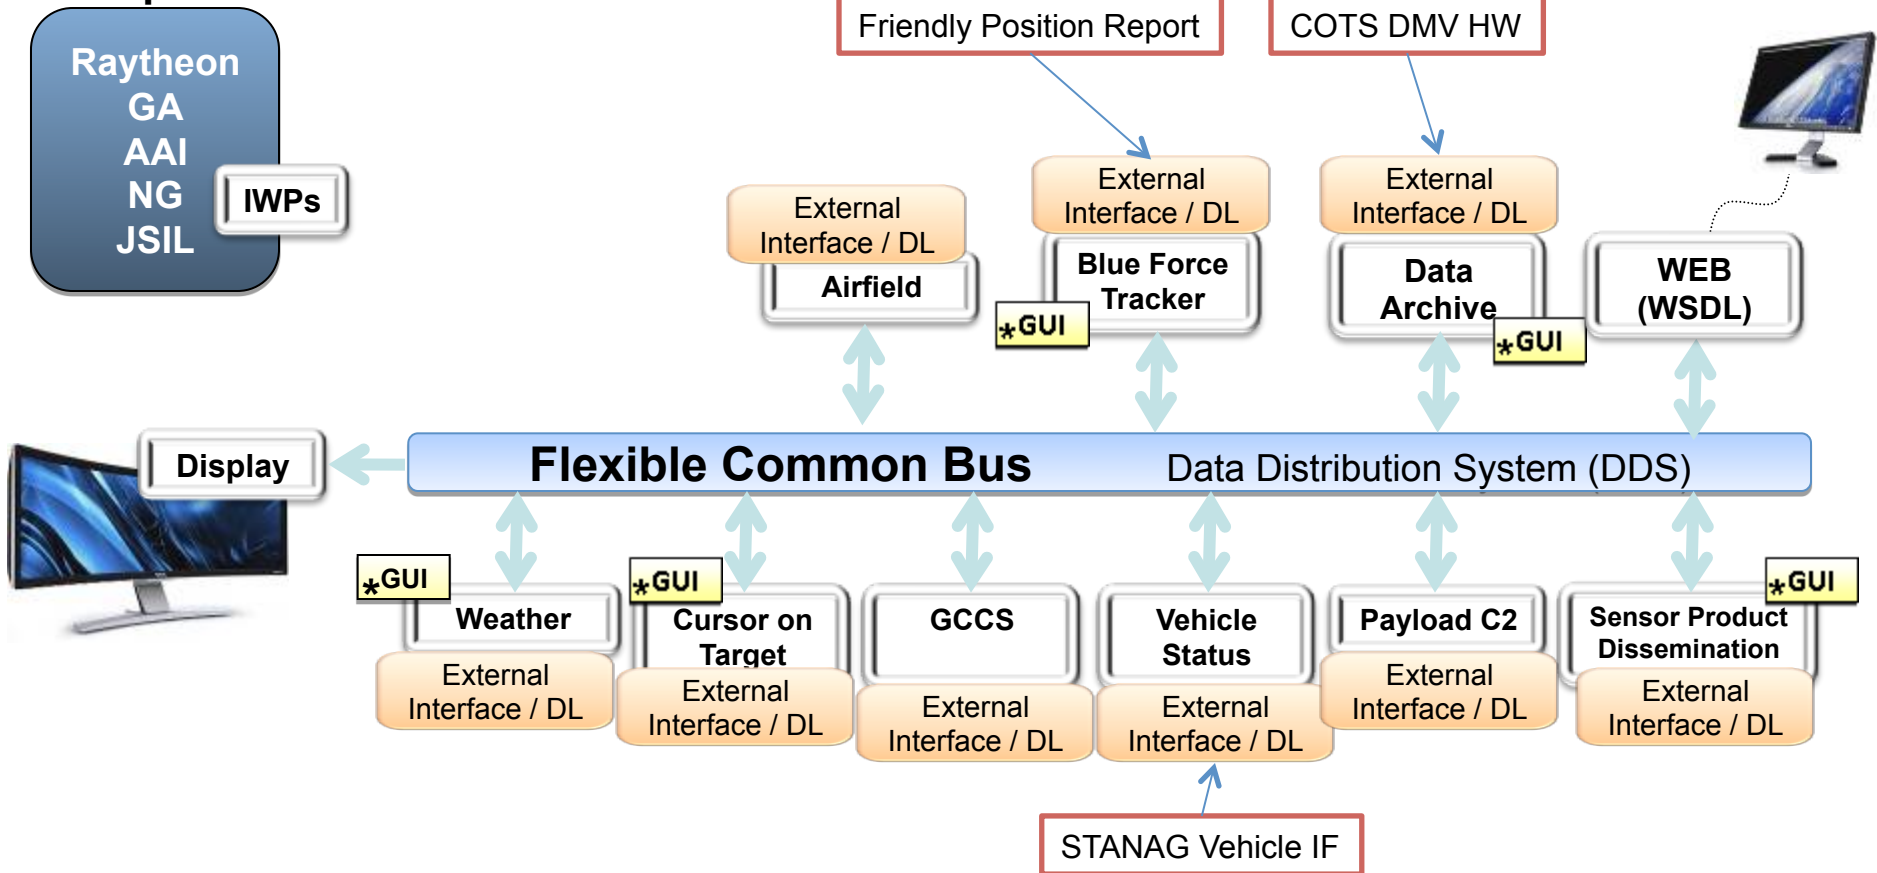 Raytheon
GA
AAI
NG
JSIL
IWPs
Friendly Position Report
COTS DMV HW
External
Interface / DL
Airfield
External
Interface / DL
Blue Force
Tracker
*GUI
External
Interface / DL
Data
Archive
*GUI
WEB
(WSDL)
Display
Flexible Common Bus
Data Distribution System (DDS)
*GUI
Weather
External
Interface / DL
*GUI
Cursor on
Target
External
Interface / DL
GCCS
External
Interface / DL
Vehicle
Status
External
Interface / DL
Payload C2
External
Interface / DL
*GUI
Sensor Product
Dissemination
External
Interface / DL
STANAG Vehicle IF